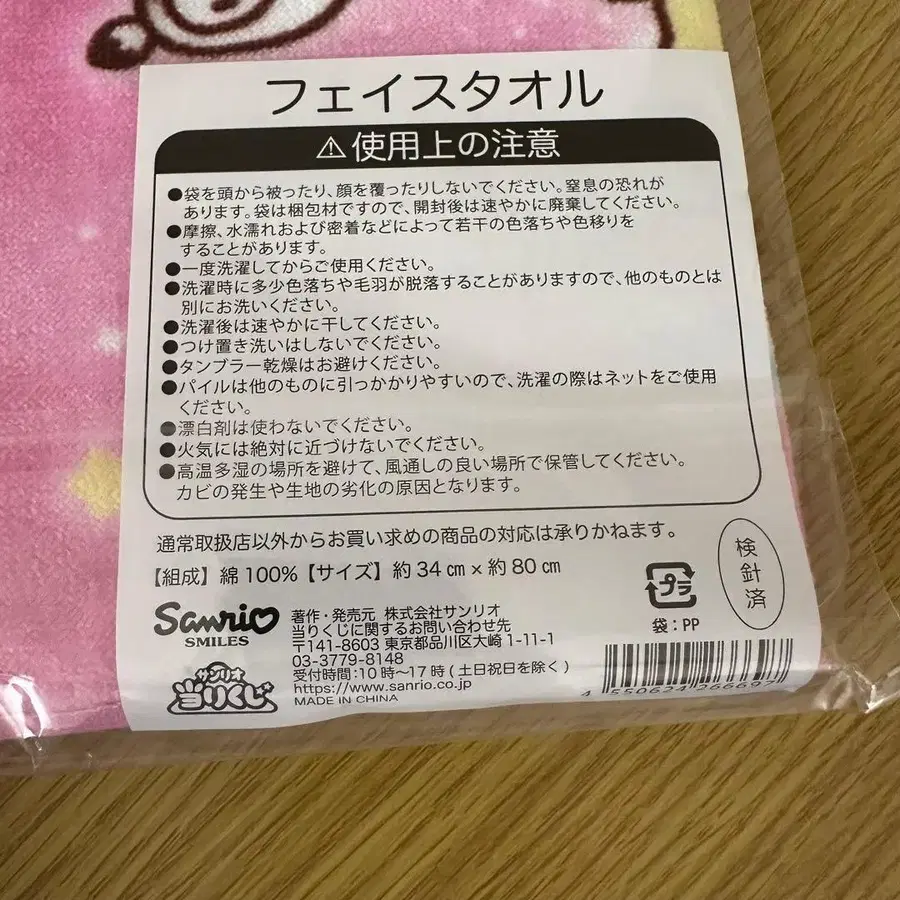 フェイスタオル
⚠使用上の注意
●袋を頭から被ったり、顔を覆ったりしないでください。窒息の恐れが
あります。袋は梱包材ですので、開封後は速やかに廃棄してください。
●摩擦、水濡れおよび密着などによって若干の色落ちや色移りを
することがあります。
●一度洗濯してからご使用ください。
●洗濯時に多少色落ちや毛羽が脱落することがありますので、他のものとは
別にお洗いください。
●洗濯後は速やかに干してください。
●つけ置き洗いはしないでください。
●タンブラー乾燥はお避けください。
●パイルは他のものに引っかかりやすいので、洗濯の際はネットをご使用
ください。
●漂白剤は使わないでください。
●火気には絶対に近づけないでください。
●高温多湿の場所を避けて、風通しの良い場所で保管してください。
カビの発生や生地の劣化の原因となります。
通常取扱店以外からお買い求めの商品の対応は承りかねます。
【組成】綿100%【サイズ】約34cm×約80cm
検針済
プラ
袋:PP
Sanrio
SMILES
サンリオ
当りくじ
著作・発売元 株式会社サンリオ
当りくじに関するお問い合わせ先
〒141-8603 東京都品川区大崎1-11-1
03-3779-8148
受付時間:10時〜17時(土日祝日を除く)
https://www.sanrio.co.jp
MADE IN CHINA
4 550624 266697